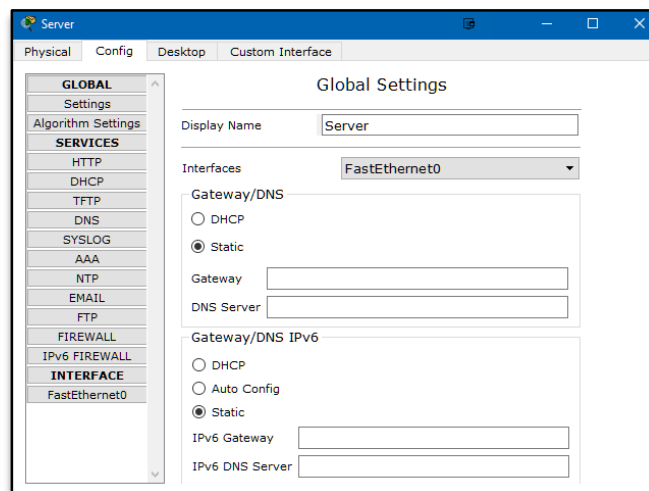 Server
Physical Config Desktop Custom Interface
GLOBAL
Settings
Algorithm Settings
SERVICES
HTTP
DHCP
TFTP
DNS
SYSLOG
AAA
NTP
EMAIL
FTP
FIREWALL
IPv6 FIREWALL
INTERFACE
FastEthernet0
Global Settings
Display Name Server
Interfaces FastEthernet0
Gateway/DNS
DHCP
Static
Gateway
DNS Server
Gateway/DNS IPv6
DHCP
Auto Config
Static
IPv6 Gateway
IPv6 DNS Server